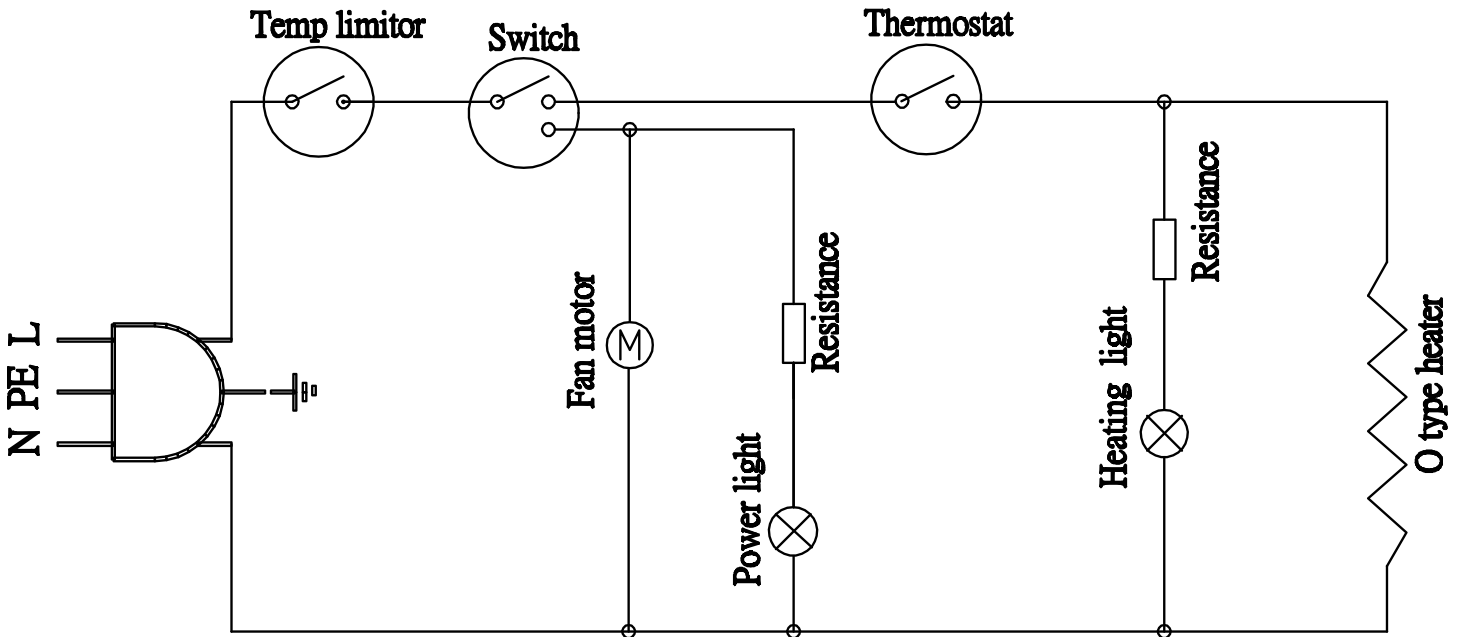 Temp limitor
Switch
Thermostat
L
PE
N
Fan motor
M
Resistance
Power light
Resistance
Heating light
O type heater